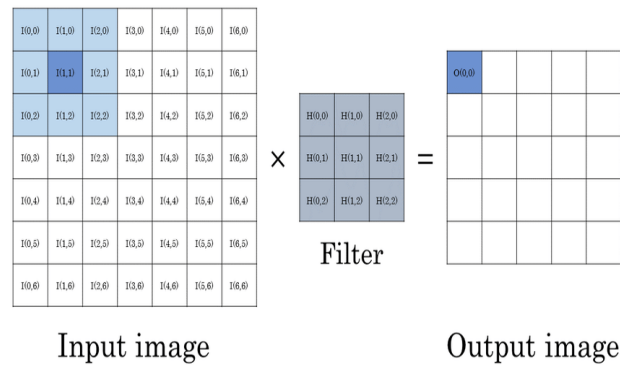 I(0,0) I(1,0) I(2,0) I(3,0) I(4,0) I(5,0) I(6,0)
I(0,1) I(1,1) I(2,1) I(3,1) I(4,1) I(5,1) I(6,1)
I(0,2) I(1,2) I(2,2) I(3,2) I(4,2) I(5,2) I(6,2)
I(0,3) I(1,3) I(2,3) I(3,3) I(4,3) I(5,3) I(6,3)
I(0,4) I(1,4) I(2,4) I(3,4) I(4,4) I(5,4) I(6,4)
I(0,5) I(1,5) I(2,5) I(3,5) I(4,5) I(5,5) I(6,5)
I(0,6) I(1,6) I(2,6) I(3,6) I(4,6) I(5,6) I(6,6)
Input image
×
H(0,0) H(1,0) H(2,0)
H(0,1) H(1,1) H(2,1)
H(0,2) H(1,2) H(2,2)
Filter
=
O(0,0)
Output image